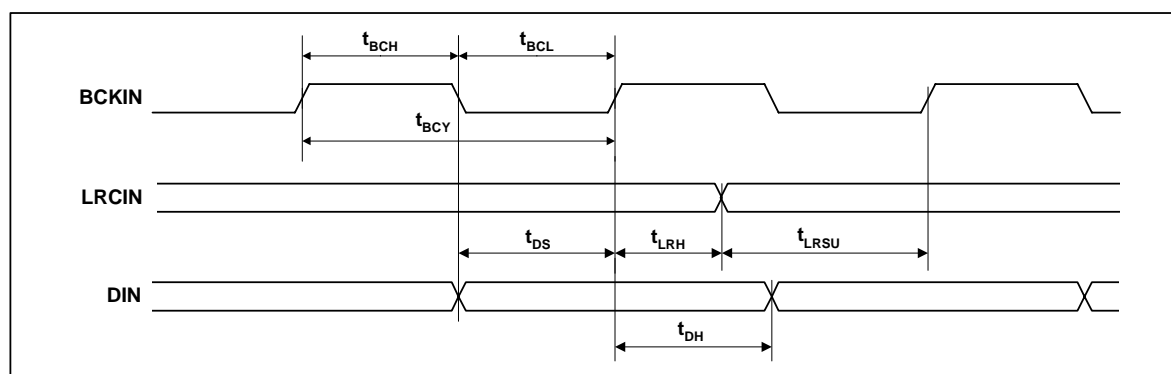 tBCH tBCL
BCKIN
tBCY
LRCIN
tDS tLRH tLRSU
DIN
tDH